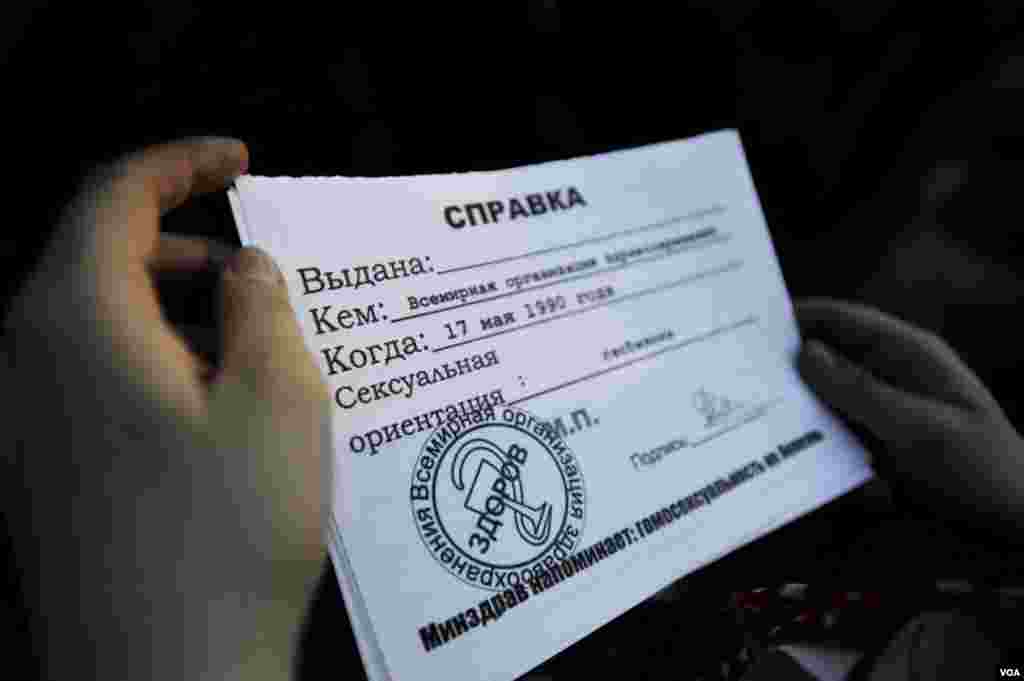 СПРАВКА
Выдана:
Кем: Всемирная организация здравоохранения
Когда: 17 мая 1990 года
Сексуальная
ориентация : любимая
М.П.
Подпись
Всемирная организация здравоохранения
ЗДОРОВ
Минздрав напоминает: гомосексуальность не болезнь
VOA